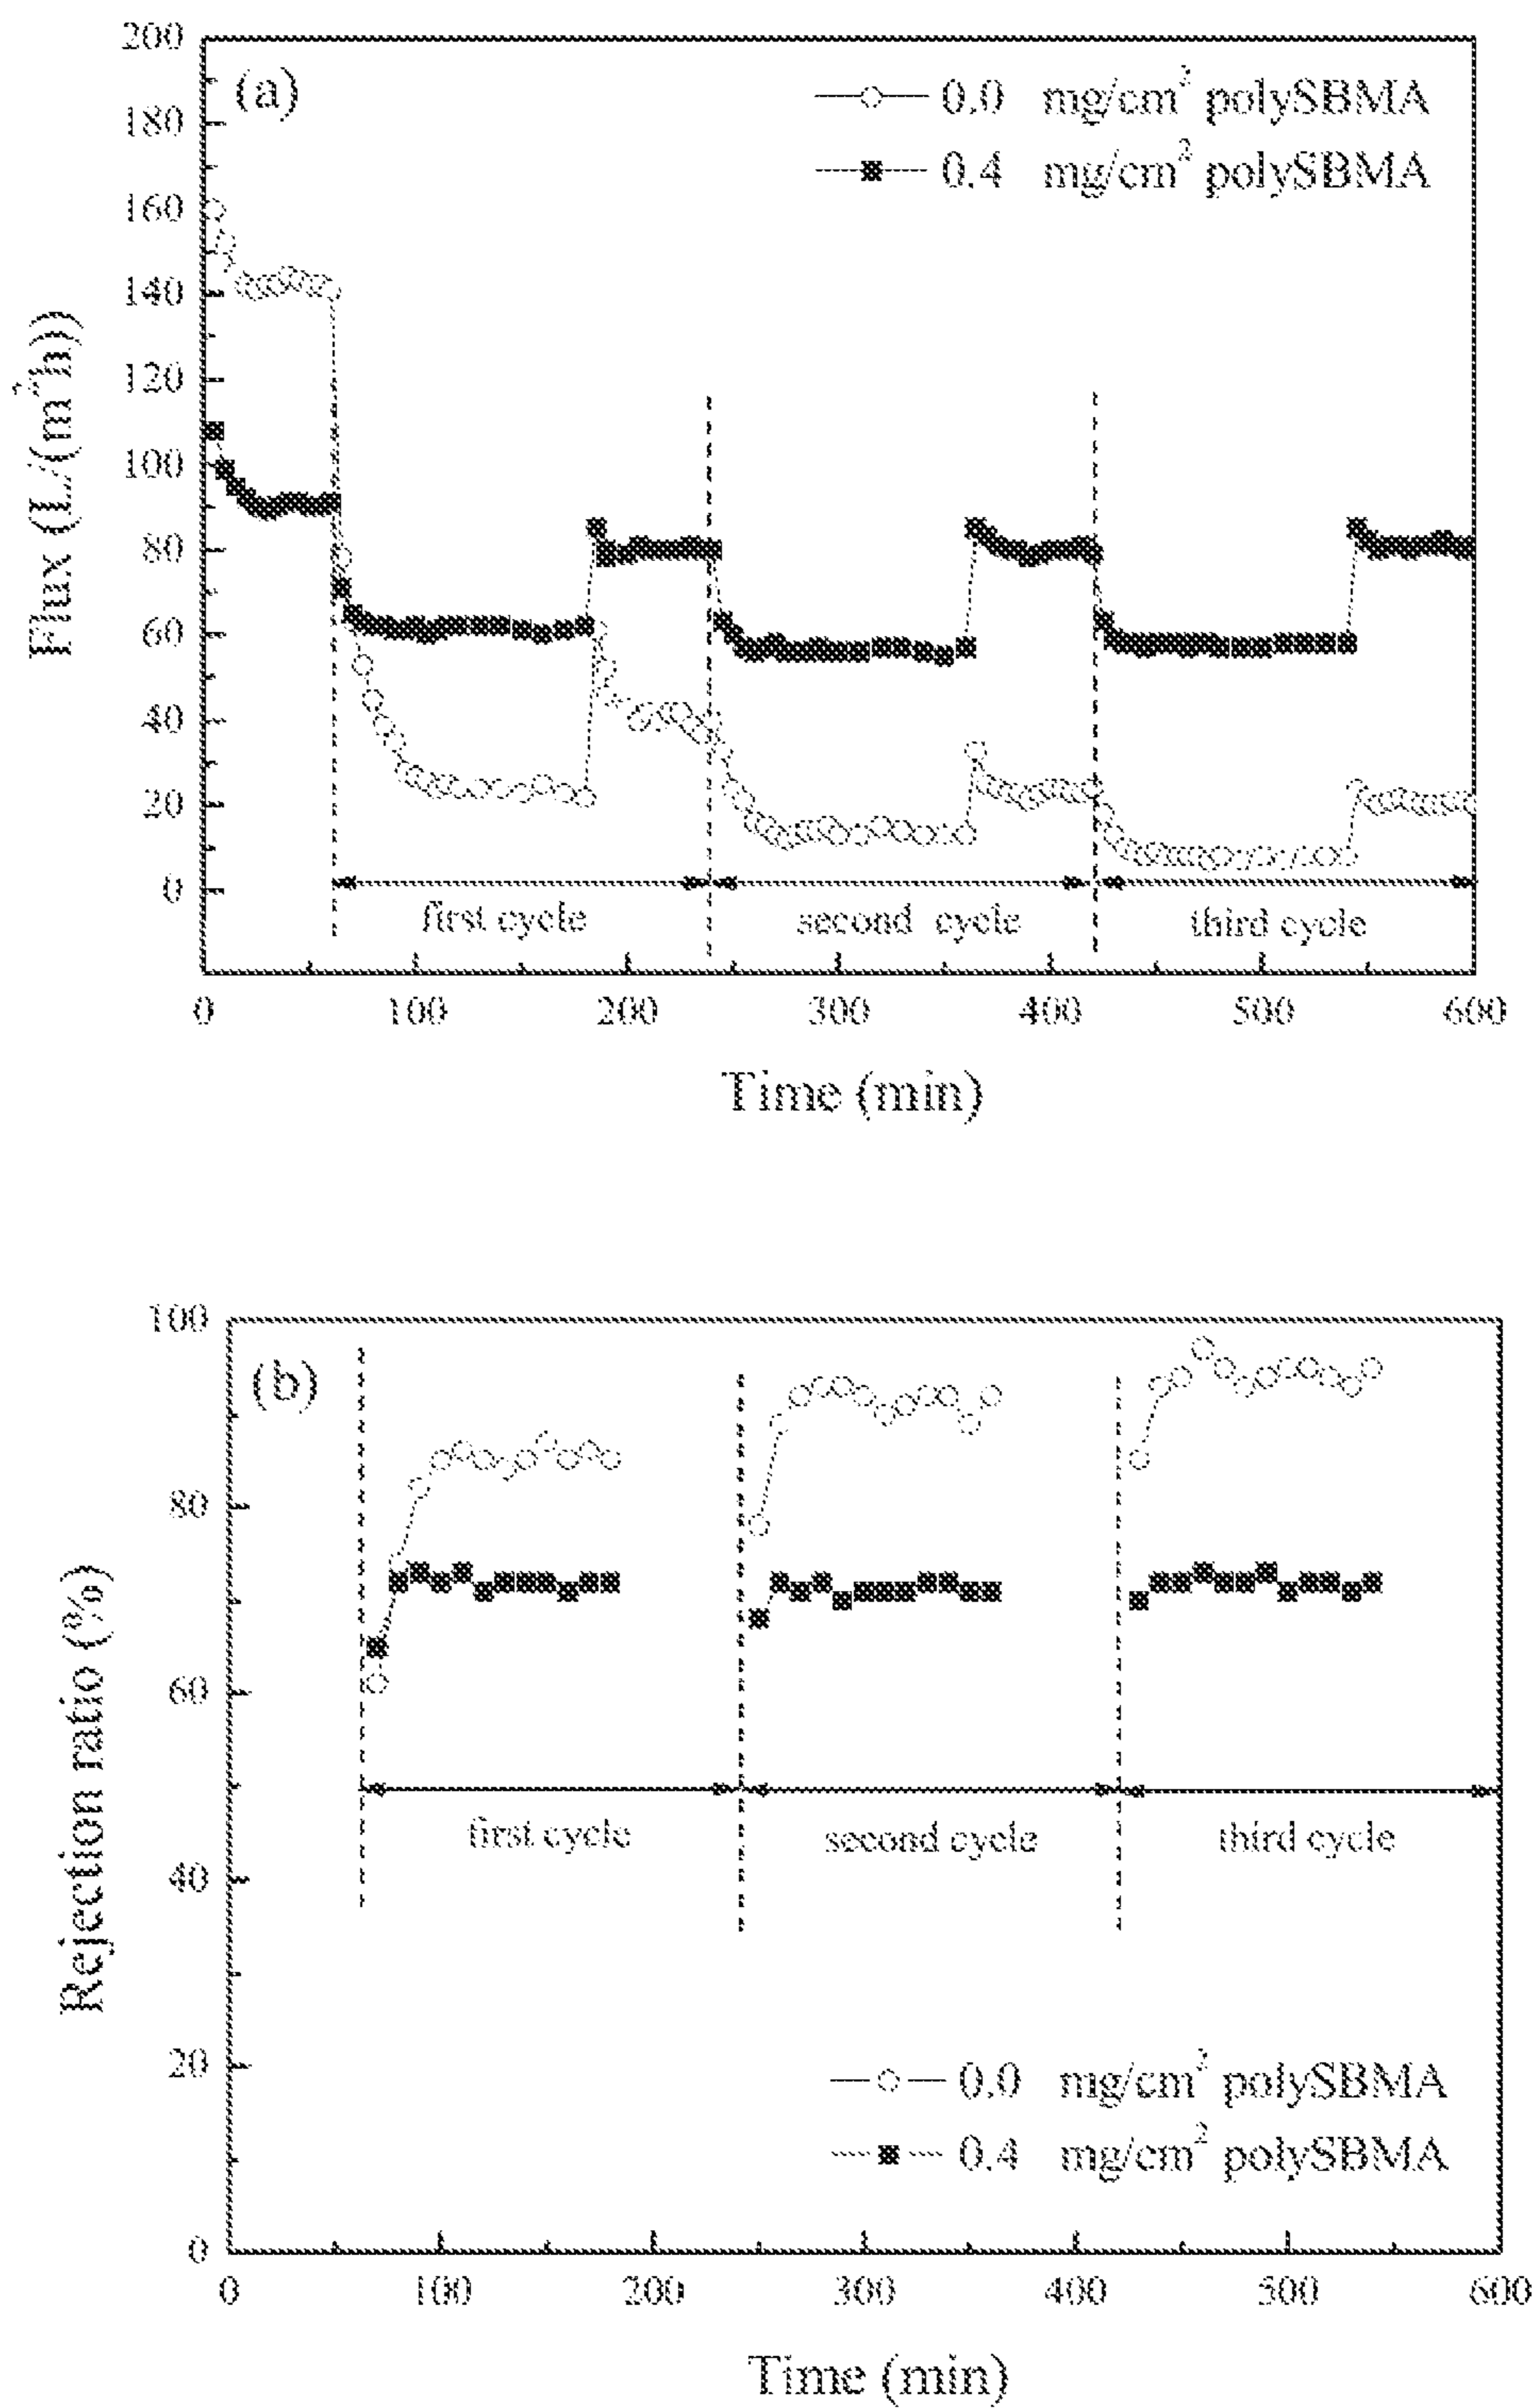 (a)
0.0 mg/cm² polySBMA
0.4 mg/cm² polySBMA
200
180
160
140
120
100
80
60
40
20
0
Flux (L/(m²h))
first cycle
second cycle
third cycle
0 100 200 300 400 500 600
Time (min)
(b)
100
80
60
40
20
0
Rejection ratio (%)
first cycle
second cycle
third cycle
0.0 mg/cm² polySBMA
0.4 mg/cm² polySBMA
0 100 200 300 400 500 600
Time (min)